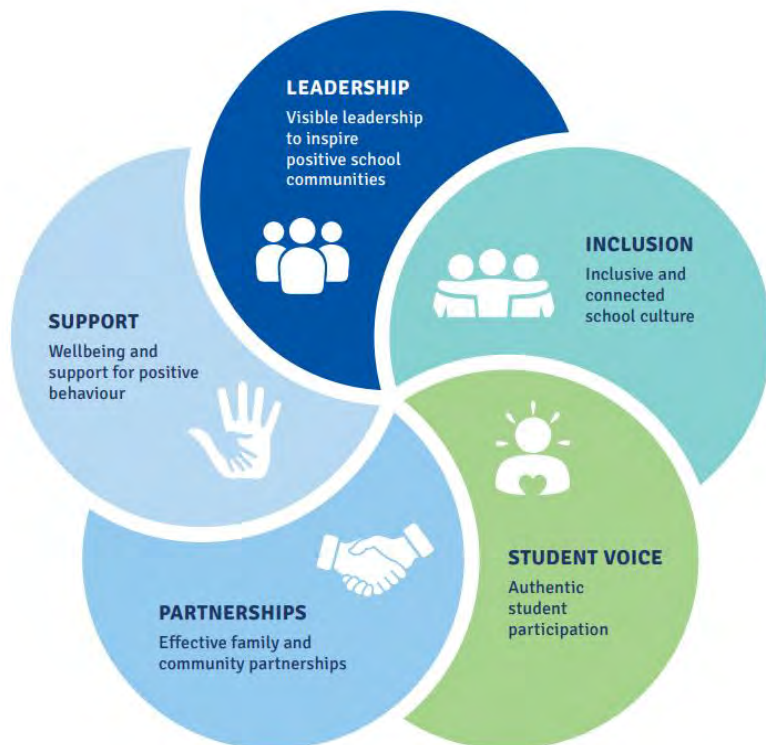 LEADERSHIP
Visible leadership
to inspire
positive school
communities
INCLUSION
Inclusive and
connected
school culture
STUDENT VOICE
Authentic
student
participation
PARTNERSHIPS
Effective family and
community partnerships
SUPPORT
Wellbeing and
support for positive
behaviour